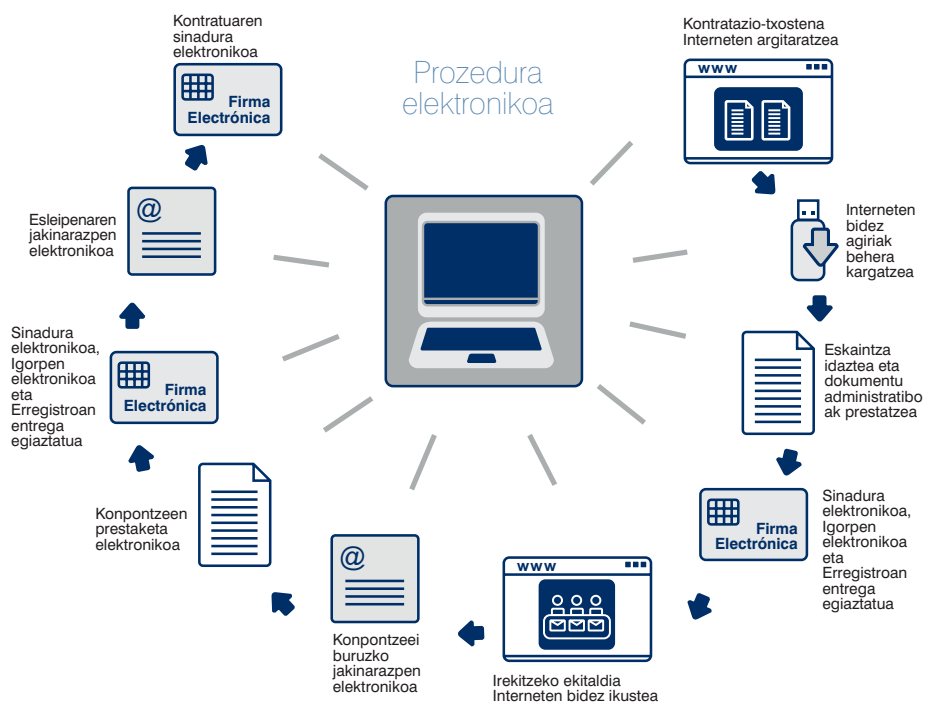 Prozedura
elektronikoa
Kontratazio-txostena
Interneten argitaratzea
www
Interneten
bidez
agiriak
behera
kargatzea
Eskaintza
idaztea eta
dokumentu
administratibo
ak prestatzea
Firma
Electrónica
Sinadura
elektronikoa,
Igorpen
elektronikoa
eta
Erregistroan
entrega
egiaztatua
www
Irekitzeko ekitaldia
Interneten bidez ikustea
@
Konpontzeei
buruzko
jakinarazpen
elektronikoa
Konpontzeen
prestaketa
elektronikoa
Sinadura
elektronikoa,
Igorpen
elektronikoa
eta
Erregistroan
entrega
egiaztatua
Firma
Electrónica
Esleipenaren
jakinarazpen
elektronikoa
@
Kontratuaren
sinadura
elektronikoa
Firma
Electrónica